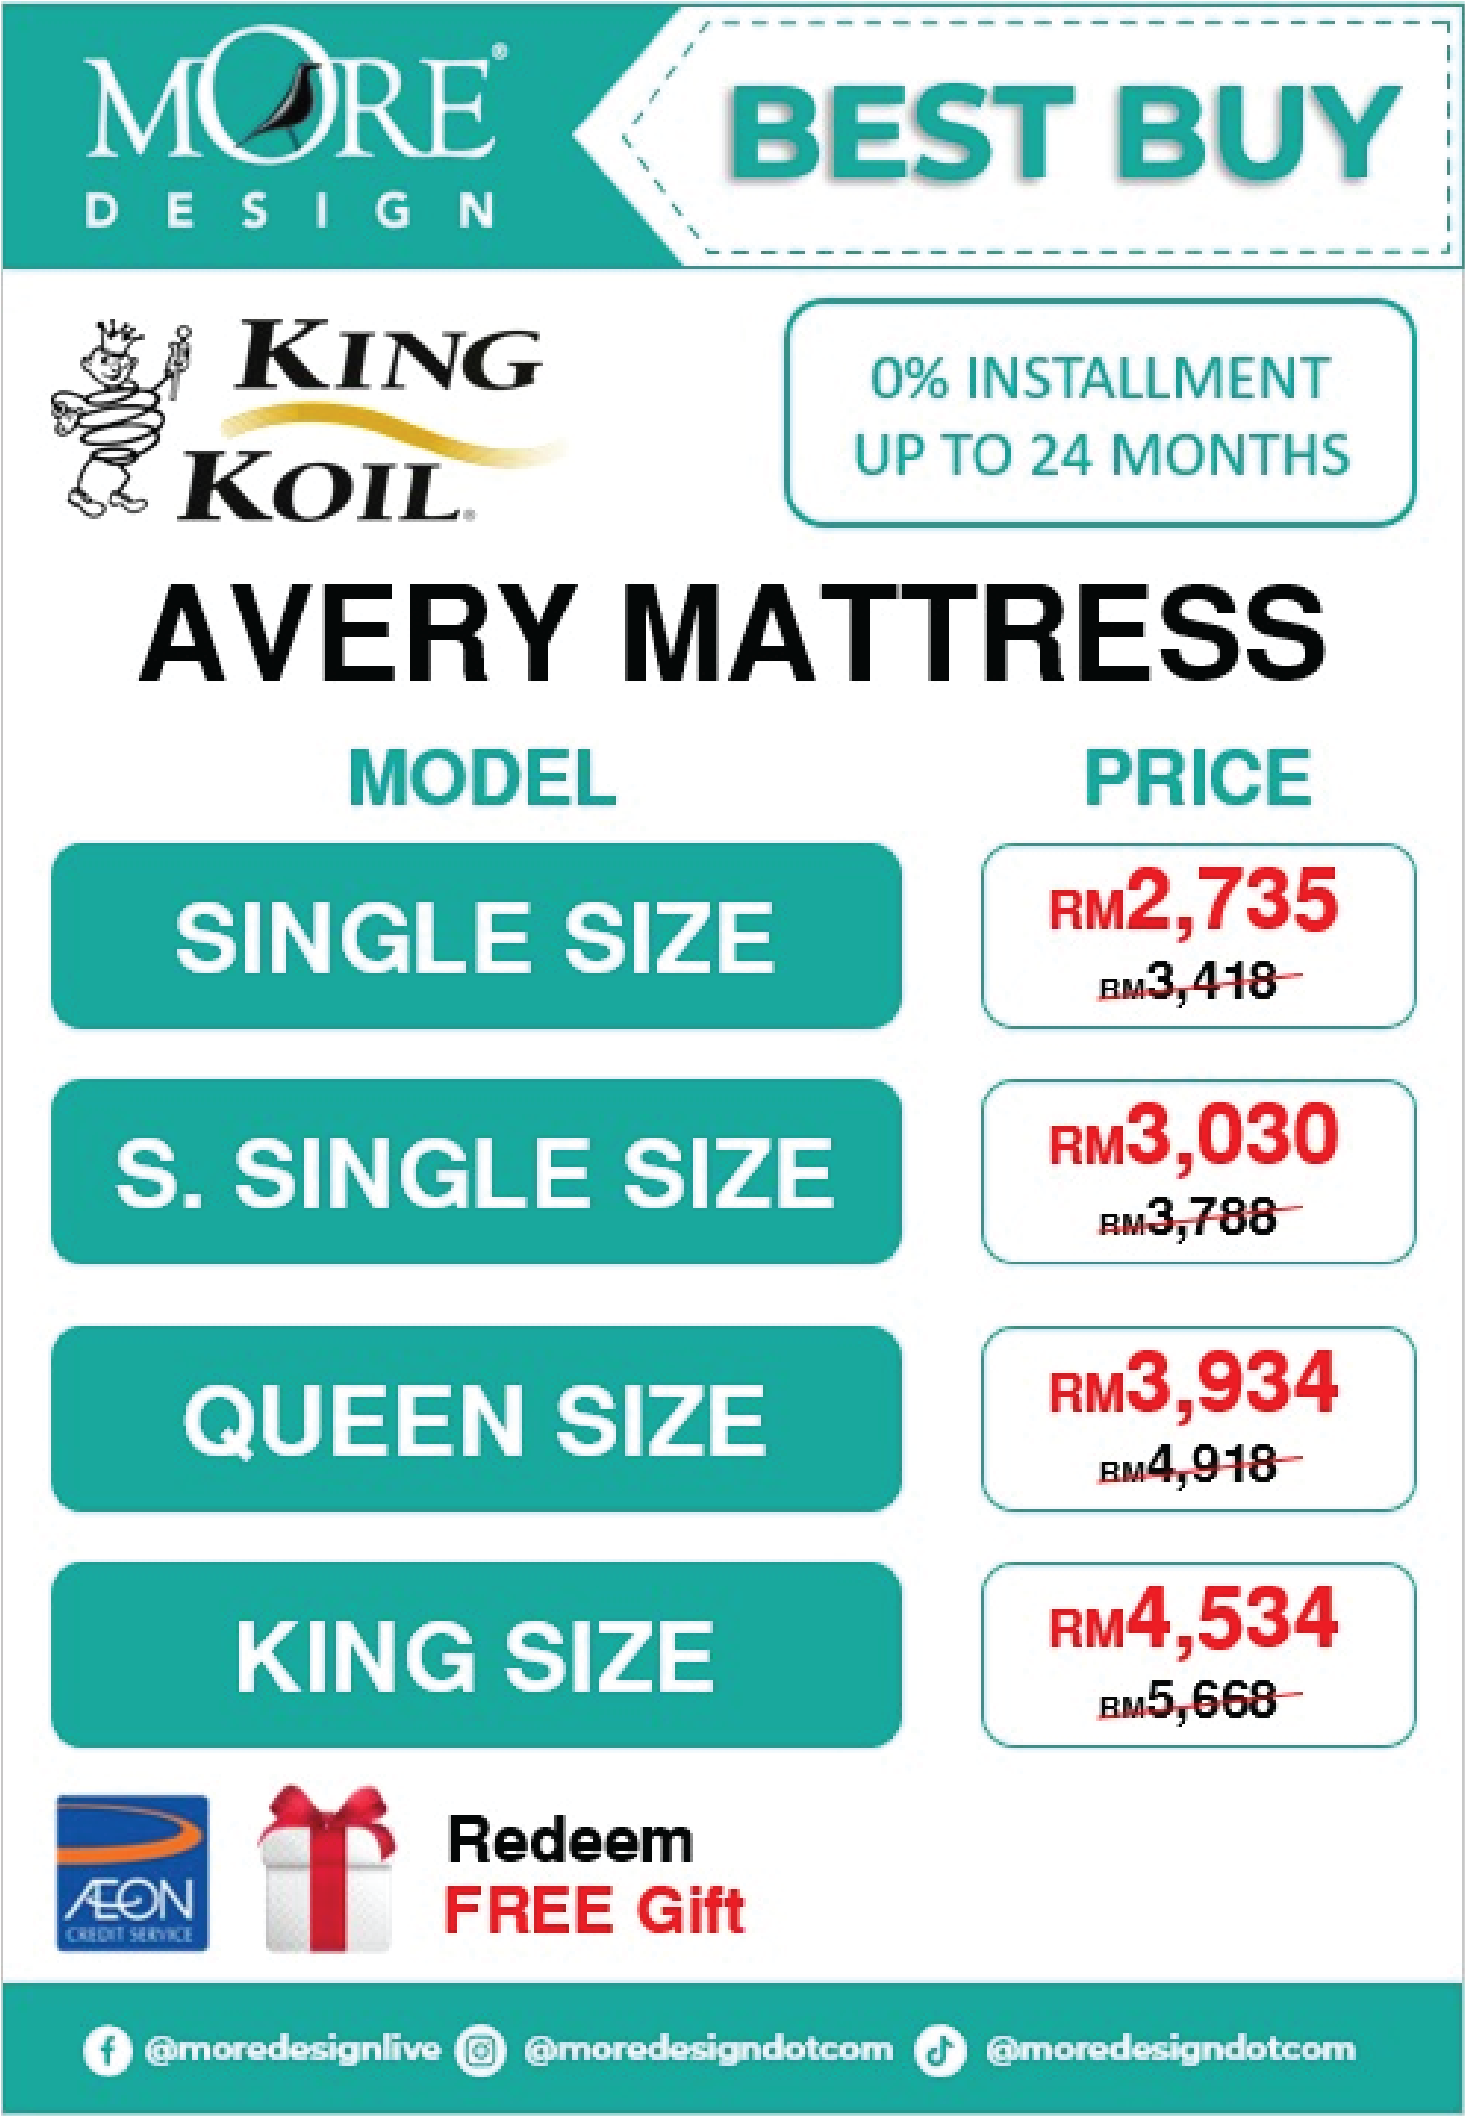 MORE®
DESIGN
BEST BUY
KING
KOIL®
0% INSTALLMENT
UP TO 24 MONTHS
AVERY MATTRESS
MODEL
PRICE
SINGLE SIZE
RM2,735
RM3,418
S. SINGLE SIZE
RM3,030
RM3,788
QUEEN SIZE
RM3,934
RM4,918
KING SIZE
RM4,534
RM5,668
ÆON
CREDIT SERVICE
Redeem
FREE Gift
@moredesignlive @moredesigndotcom @moredesigndotcom